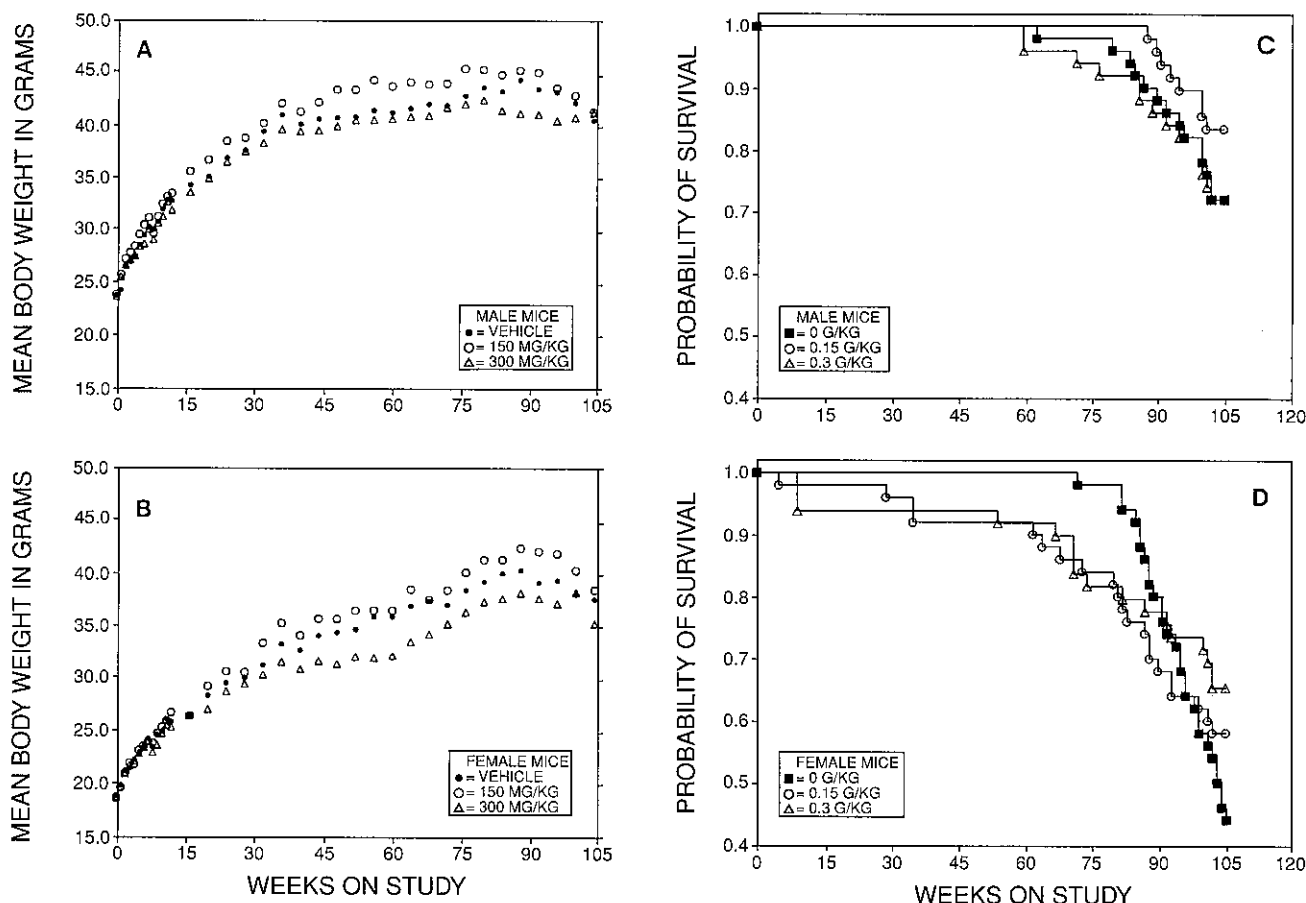 MEAN BODY WEIGHT IN GRAMS
50.0
45.0
40.0
35.0
30.0
25.0
20.0
15.0
A
MALE MICE
• = VEHICLE
○ = 150 MG/KG
△ = 300 MG/KG
0 15 30 45 60 75 90 105
PROBABILITY OF SURVIVAL
1.0
0.9
0.8
0.7
0.6
0.5
0.4
C
MALE MICE
■ = 0 G/KG
○ = 0.15 G/KG
△ = 0.3 G/KG
0 15 30 45 60 75 90 105 120
MEAN BODY WEIGHT IN GRAMS
50.0
45.0
40.0
35.0
30.0
25.0
20.0
15.0
B
FEMALE MICE
• = VEHICLE
○ = 150 MG/KG
△ = 300 MG/KG
0 15 30 45 60 75 90 105
WEEKS ON STUDY
PROBABILITY OF SURVIVAL
1.0
0.9
0.8
0.7
0.6
0.5
0.4
D
FEMALE MICE
■ = 0 G/KG
○ = 0.15 G/KG
△ = 0.3 G/KG
0 15 30 45 60 75 90 105 120
WEEKS ON STUDY